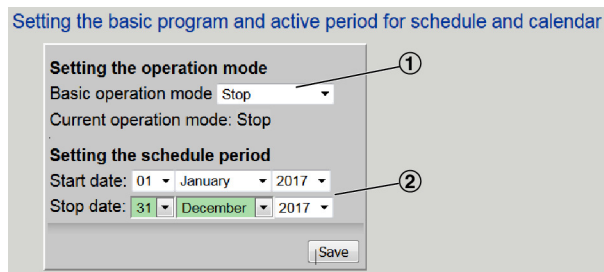 Setting the basic program and active period for schedule and calendar
Setting the operation mode
①
Basic operation mode Stop
Current operation mode: Stop
Setting the schedule period
Start date: 01 January 2017
②
Stop date: 31 December 2017
Save